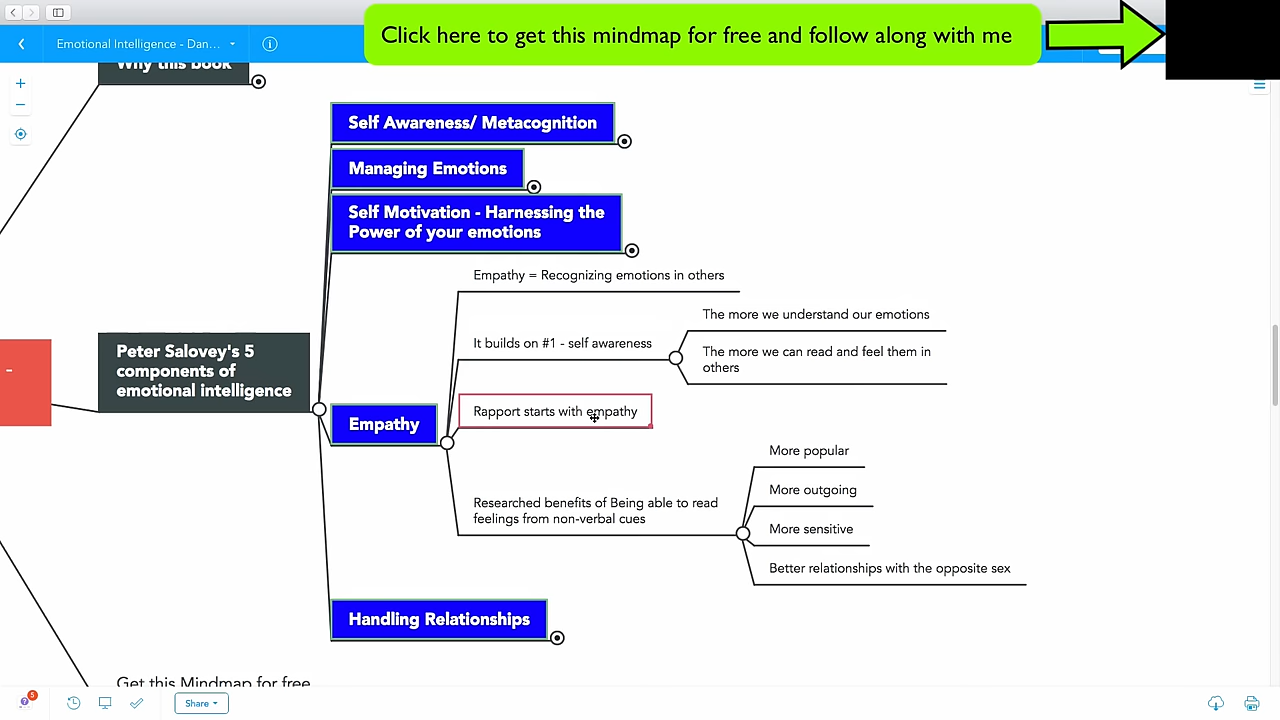 Click here to get this mindmap for free and follow along with me
Emotional Intelligence - Dan...
Why this book
Self Awareness/ Metacognition
Managing Emotions
Self Motivation - Harnessing the
Power of your emotions
Empathy = Recognizing emotions in others
The more we understand our emotions
It builds on #1 - self awareness
The more we can read and feel them in
others
Peter Salovey's 5
components of
emotional intelligence
-
Empathy
Rapport starts with empathy
More popular
More outgoing
Researched benefits of Being able to read
feelings from non-verbal cues
More sensitive
Better relationships with the opposite sex
Handling Relationships
Get this Mindmap for free
5
Share